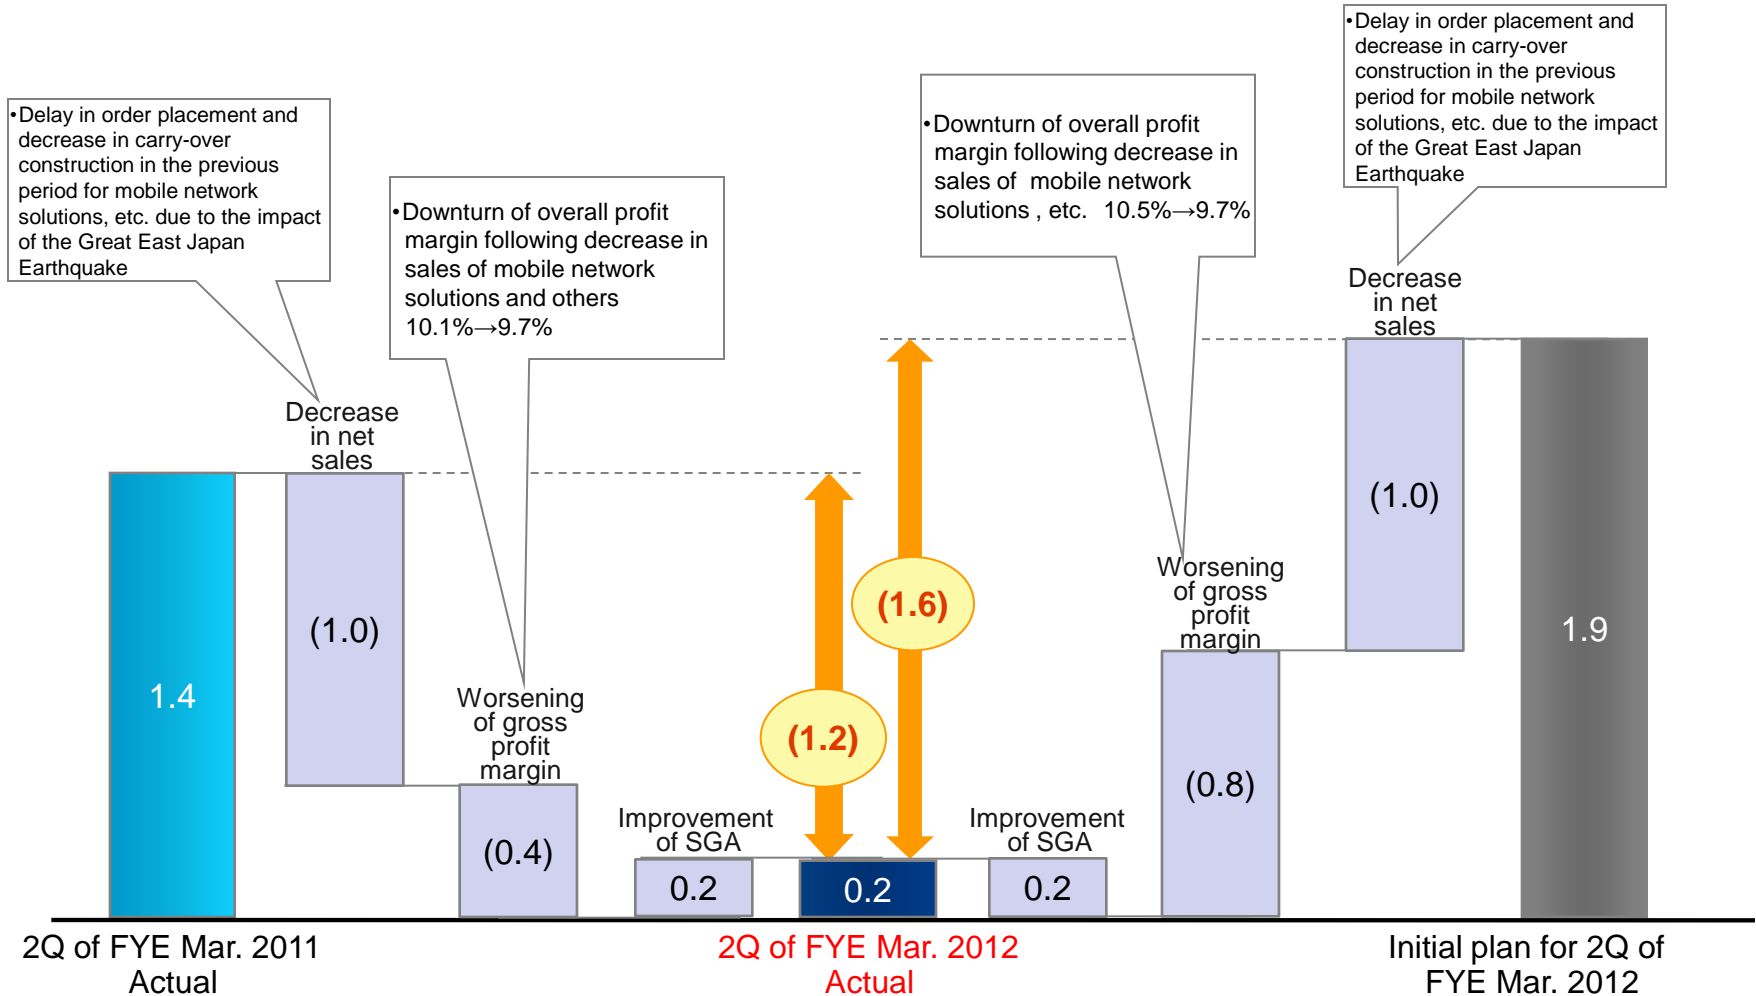 •Delay in order placement and
decrease in carry-over
construction in the previous
period for mobile network
solutions, etc. due to the impact
of the Great East Japan
Earthquake
•Downturn of overall profit
margin following decrease in
sales of mobile network
solutions and others
10.1%→9.7%
•Downturn of overall profit
margin following decrease in
sales of  mobile network
solutions , etc.  10.5%→9.7%
•Delay in order placement and
decrease in carry-over
construction in the previous
period for mobile network
solutions, etc. due to the impact
of the Great East Japan
Earthquake
Decrease
in net
sales
Decrease
in net
sales
(1.0)
(1.0)
Worsening
of gross
profit
margin
Worsening
of gross
profit
margin
(1.6)
(1.2)
1.4
1.9
(0.4)
(0.8)
Improvement
of SGA
Improvement
of SGA
0.2
0.2
0.2
2Q of FYE Mar. 2011
Actual
2Q of FYE Mar. 2012
Actual
Initial plan for 2Q of
FYE Mar. 2012